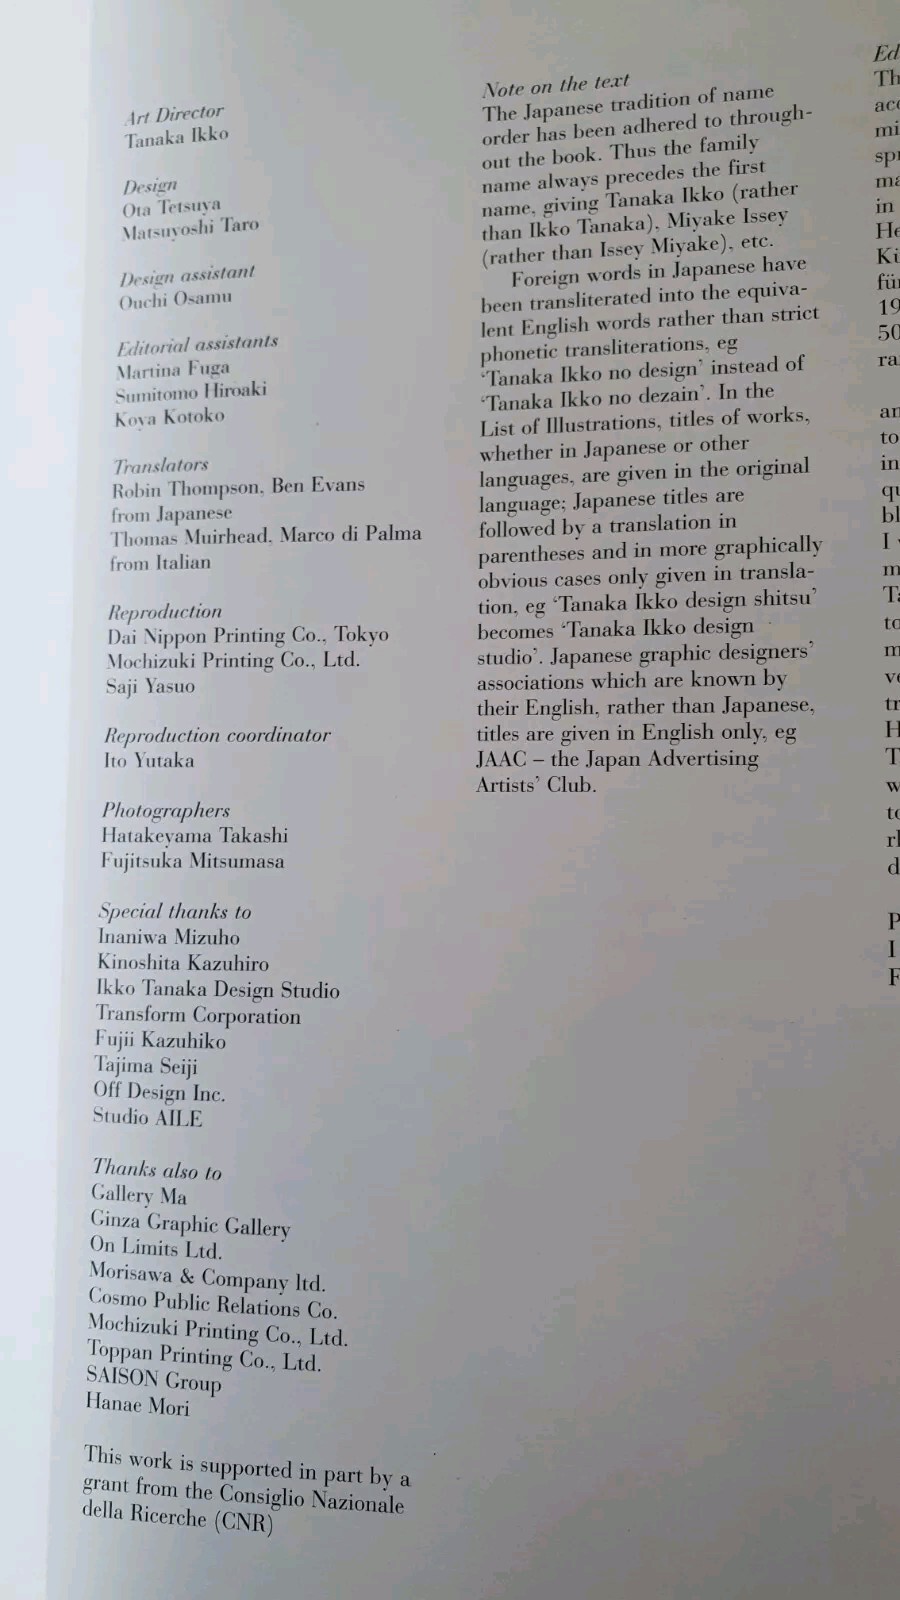 Art Director
Tanaka Ikko
Design
Ota Tetsuya
Matsuyoshi Taro
Design assistant
Ouchi Osamu
Editorial assistants
Martina Fuga
Sumitomo Hiroaki
Koya Kotoko
Translators
Robin Thompson, Ben Evans
from Japanese
Thomas Muirhead, Marco di Palma
from Italian
Reproduction
Dai Nippon Printing Co., Tokyo
Mochizuki Printing Co., Ltd.
Saji Yasuo
Reproduction coordinator
Ito Yutaka
Photographers
Hatakeyama Takashi
Fujitsuka Mitsumasa
Special thanks to
Inaniwa Mizuho
Kinoshita Kazuhiro
Ikko Tanaka Design Studio
Transform Corporation
Fujii Kazuhiko
Tajima Seiji
Off Design Inc.
Studio AILE
Thanks also to
Gallery Ma
Ginza Graphic Gallery
On Limits Ltd.
Morisawa & Company ltd.
Cosmo Public Relations Co.
Mochizuki Printing Co., Ltd.
Toppan Printing Co., Ltd.
SAISON Group
Hanae Mori
This work is supported in part by a
grant from the Consiglio Nazionale
della Ricerche (CNR)
Note on the text
The Japanese tradition of name
order has been adhered to through-
out the book. Thus the family
name always precedes the first
name, giving Tanaka Ikko (rather
than Ikko Tanaka), Miyake Issey
(rather than Issey Miyake), etc.
Foreign words in Japanese have
been transliterated into the equiva-
lent English words rather than strict
phonetic transliterations, eg
‘Tanaka Ikko no design’ instead of
‘Tanaka Ikko no dezain’. In the
List of Illustrations, titles of works,
whether in Japanese or other
languages, are given in the original
language; Japanese titles are
followed by a translation in
parentheses and in more graphically
obvious cases only given in transla-
tion, eg ‘Tanaka Ikko design shitsu’
becomes ‘Tanaka Ikko design
studio’. Japanese graphic designers’
associations which are known by
their English, rather than Japanese,
titles are given in English only, eg
JAAC – the Japan Advertising
Artists’ Club.